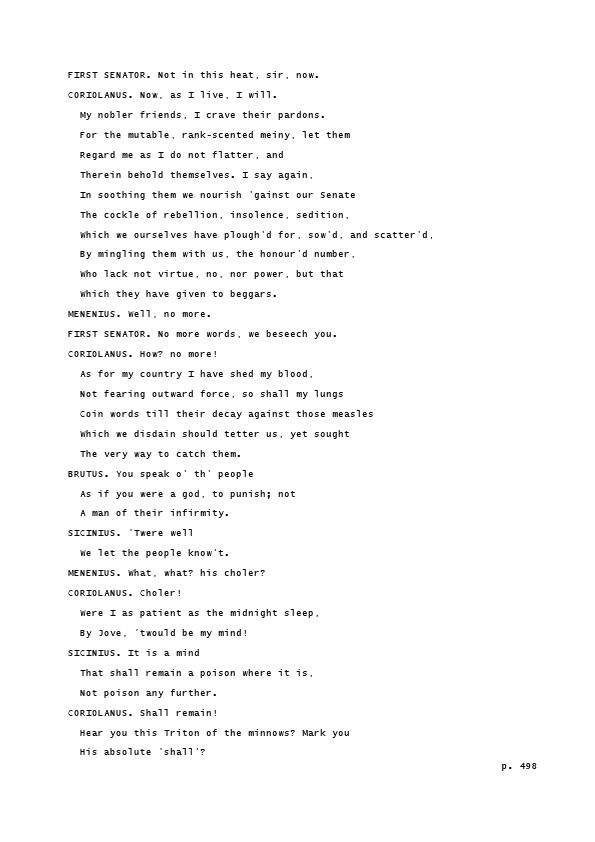 FIRST SENATOR. Not in this heat, sir, now.
CORIOLANUS. Now, as I live, I will.
My nobler friends, I crave their pardons.
For the mutable, rank-scented meiny, let them
Regard me as I do not flatter, and
Therein behold themselves. I say again,
In soothing them we nourish 'gainst our Senate
The cockle of rebellion, insolence, sedition,
Which we ourselves have plough'd for, sow'd, and scatter'd,
By mingling them with us, the honour'd number,
Who lack not virtue, no, nor power, but that
Which they have given to beggars.
MENENIUS. Well, no more.
FIRST SENATOR. No more words, we beseech you.
CORIOLANUS. How? no more!
As for my country I have shed my blood,
Not fearing outward force, so shall my lungs
Coin words till their decay against those measles
Which we disdain should tetter us, yet sought
The very way to catch them.
BRUTUS. You speak o' th' people
As if you were a god, to punish; not
A man of their infirmity.
SICINIUS. 'Twere well
We let the people know't.
MENENIUS. What, what? his choler?
CORIOLANUS. Choler!
Were I as patient as the midnight sleep,
By Jove, 'twould be my mind!
SICINIUS. It is a mind
That shall remain a poison where it is,
Not poison any further.
CORIOLANUS. Shall remain!
Hear you this Triton of the minnows? Mark you
His absolute 'shall'?
p. 498